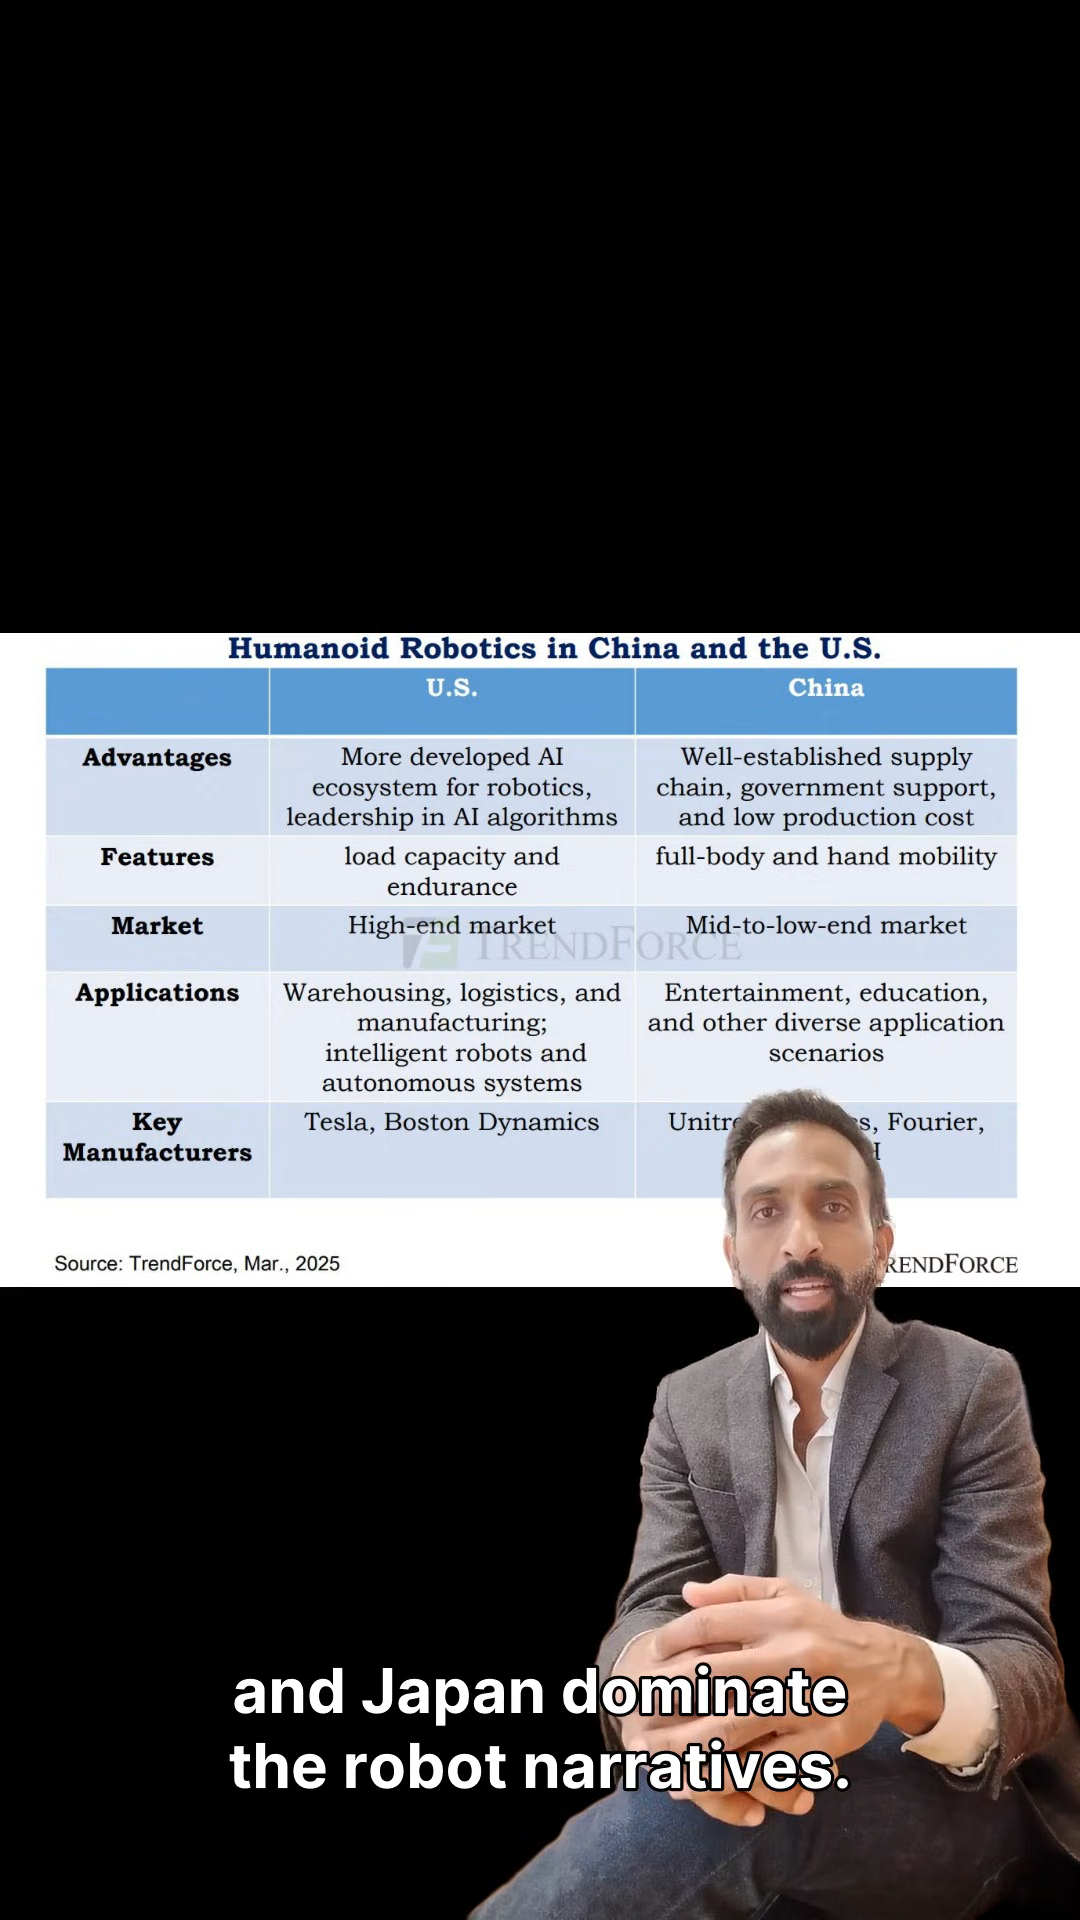 Humanoid Robotics in China and the U.S.
U.S.
China
Advantages
More developed AI
ecosystem for robotics,
leadership in AI algorithms
Well-established supply
chain, government support,
and low production cost
Features
load capacity and
endurance
full-body and hand mobility
Market
High-end market
Mid-to-low-end market
TRENDFORCE
Applications
Warehousing, logistics, and
manufacturing;
intelligent robots and
autonomous systems
Entertainment, education,
and other diverse application
scenarios
Key
Manufacturers
Tesla, Boston Dynamics
Fourier,
Source: TrendForce, Mar., 2025
and Japan dominate
the robot narratives.